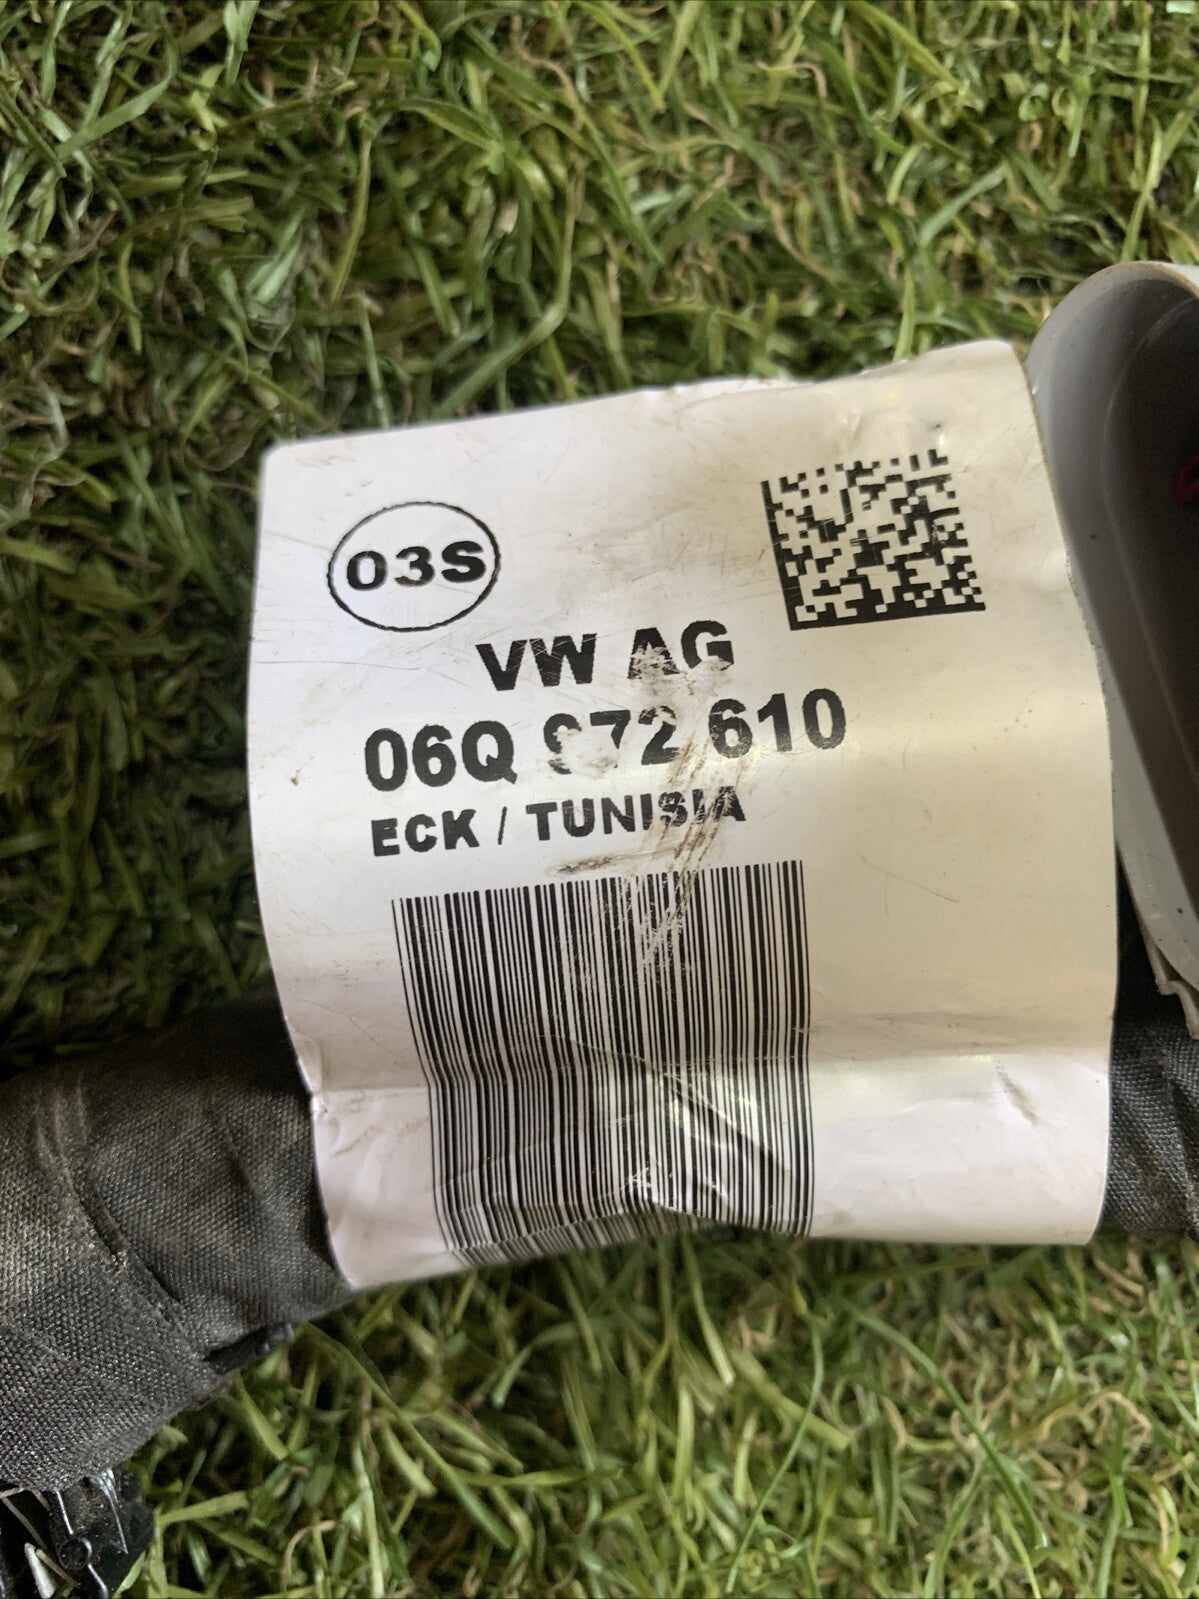 03S
VW AG
06Q 972 610
ECK / TUNISIA